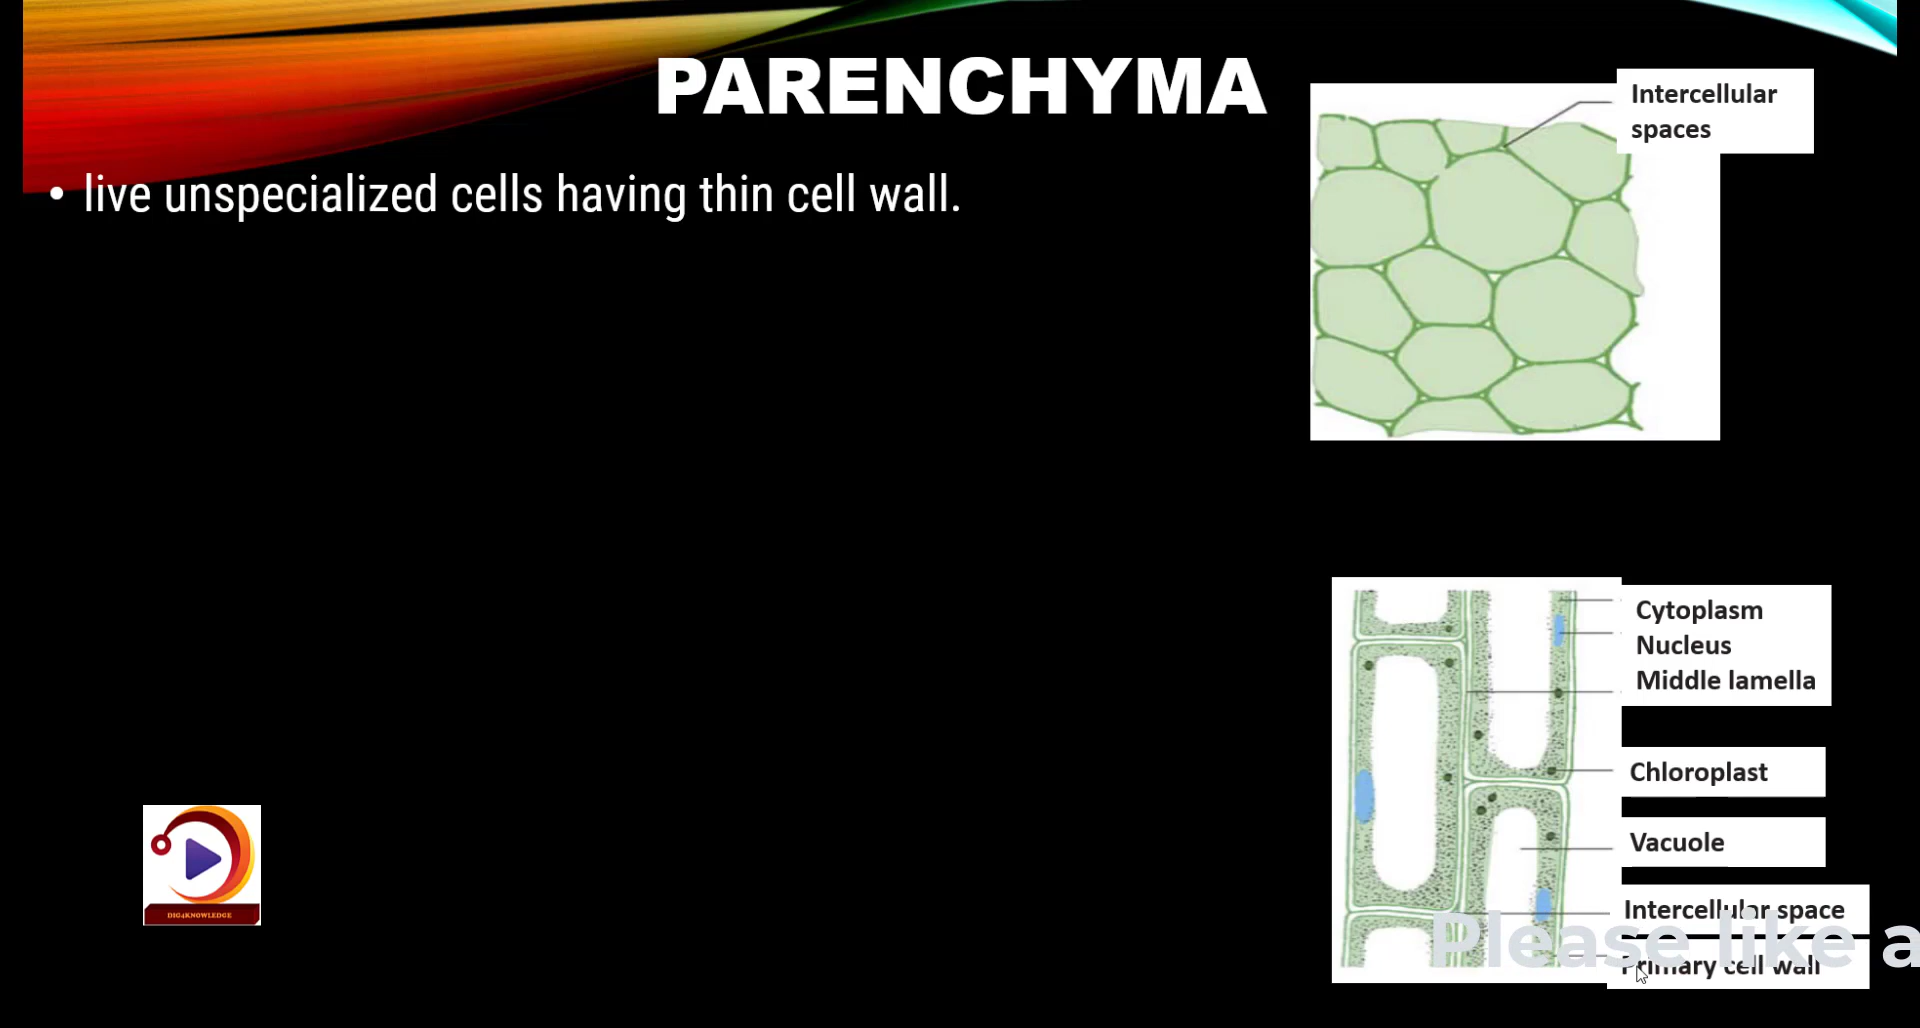 PARENCHYMA
• live unspecialized cells having thin cell wall.
Intercellular
spaces
Cytoplasm
Nucleus
Middle lamella
Chloroplast
Vacuole
Intercellular space
Please like a
Primary cell wall
DIG4KNOWLEDGE